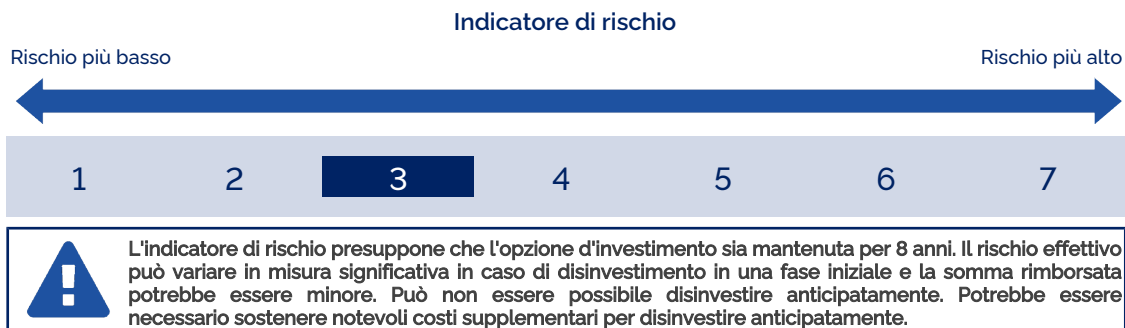 Indicatore di rischio
Rischio più basso
Rischio più alto
1 2 3 4 5 6 7
L'indicatore di rischio presuppone che l'opzione d'investimento sia mantenuta per 8 anni. Il rischio effettivo
può variare in misura significativa in caso di disinvestimento in una fase iniziale e la somma rimborsata
potrebbe essere minore. Può non essere possibile disinvestire anticipatamente. Potrebbe essere
necessario sostenere notevoli costi supplementari per disinvestire anticipatamente.